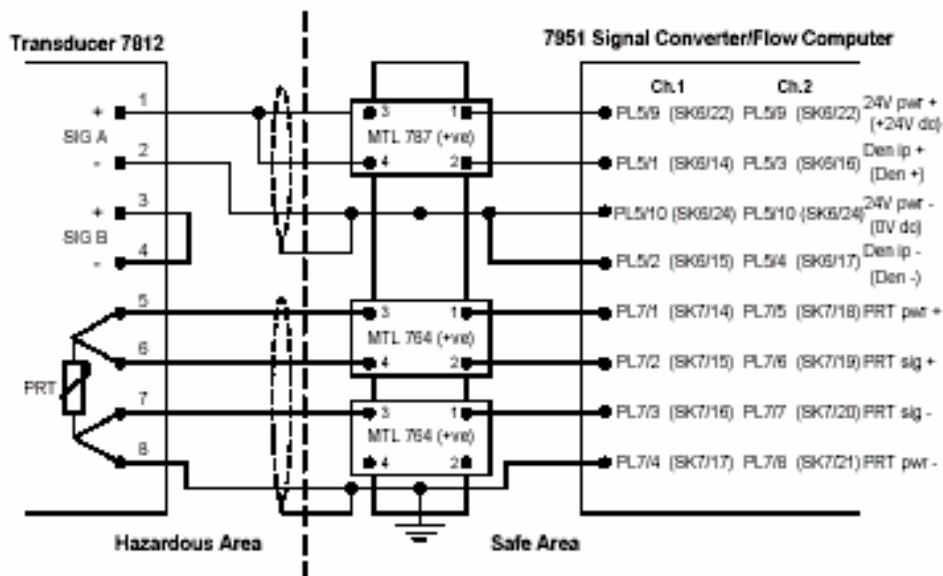 Transducer 7812
7951 Signal Converter/Flow Computer
Ch.1 Ch.2
+ 1 3 1 PL5/9 (SK6/22) PL5/9 (SK6/22) 24V pwr +
(+24V dc)
SIG A MTL 787 (+ve)
- 2 4 2 PL5/1 (SK6/14) PL5/3 (SK6/16) Den ip +
(Den +)
+ 3 PL5/10 (SK6/24) PL5/10 (SK6/24) 24V pwr -
(0V dc)
SIG B
- 4 PL5/2 (SK6/15) PL5/4 (SK6/17) Den ip -
(Den -)
5 3 1 PL7/1 (SK7/14) PL7/5 (SK7/18) PRT pwr +
MTL 764 (+ve)
6 4 2 PL7/2 (SK7/15) PL7/6 (SK7/19) PRT sig +
PRT
7 3 1 PL7/3 (SK7/16) PL7/7 (SK7/20) PRT sig -
MTL 764 (+ve)
8 4 2 PL7/4 (SK7/17) PL7/8 (SK7/21) PRT pwr -
Hazardous Area Safe Area